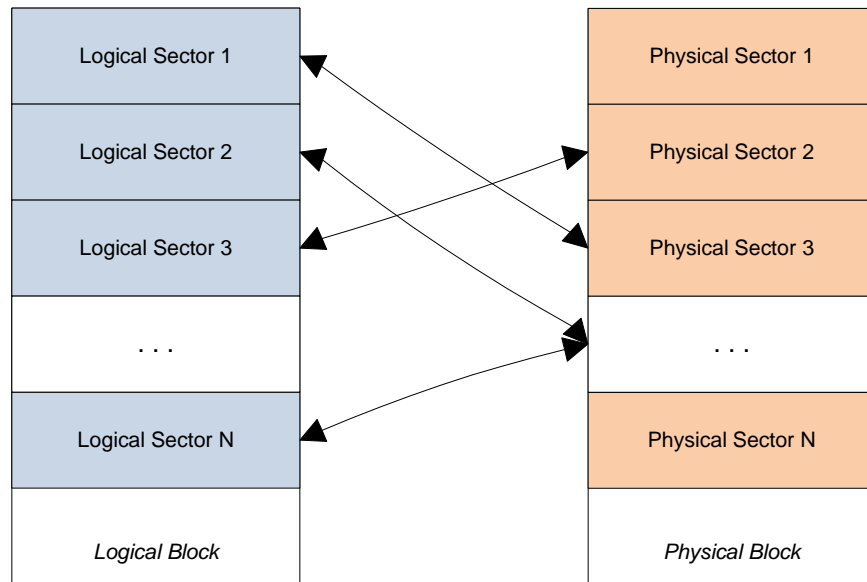 Logical Sector 1
Physical Sector 1
Logical Sector 2
Physical Sector 2
Logical Sector 3
Physical Sector 3
. . .
. . .
Logical Sector N
Physical Sector N
Logical Block
Physical Block